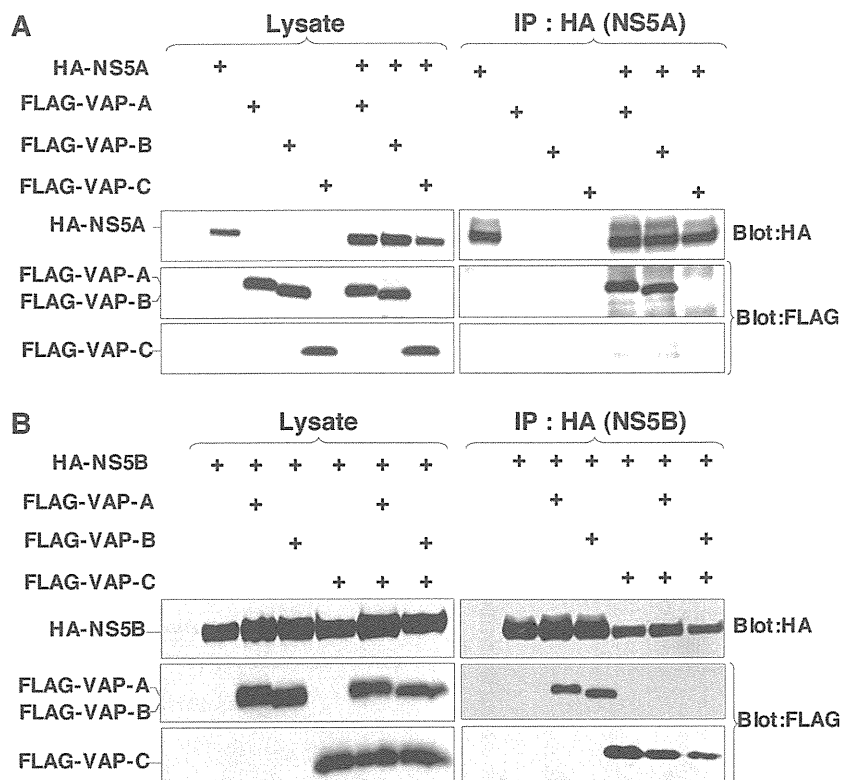 A
Lysate
IP : HA (NS5A)
HA-NS5A + + + + + + + +
FLAG-VAP-A + + + +
FLAG-VAP-B + + + +
FLAG-VAP-C + + + +
HA-NS5A
Blot:HA
FLAG-VAP-A
FLAG-VAP-B
Blot:FLAG
FLAG-VAP-C
B
Lysate
IP : HA (NS5B)
HA-NS5B + + + + + + + + + + + +
FLAG-VAP-A + + + +
FLAG-VAP-B + + + +
FLAG-VAP-C + + + + + +
HA-NS5B
Blot:HA
FLAG-VAP-A
FLAG-VAP-B
Blot:FLAG
FLAG-VAP-C